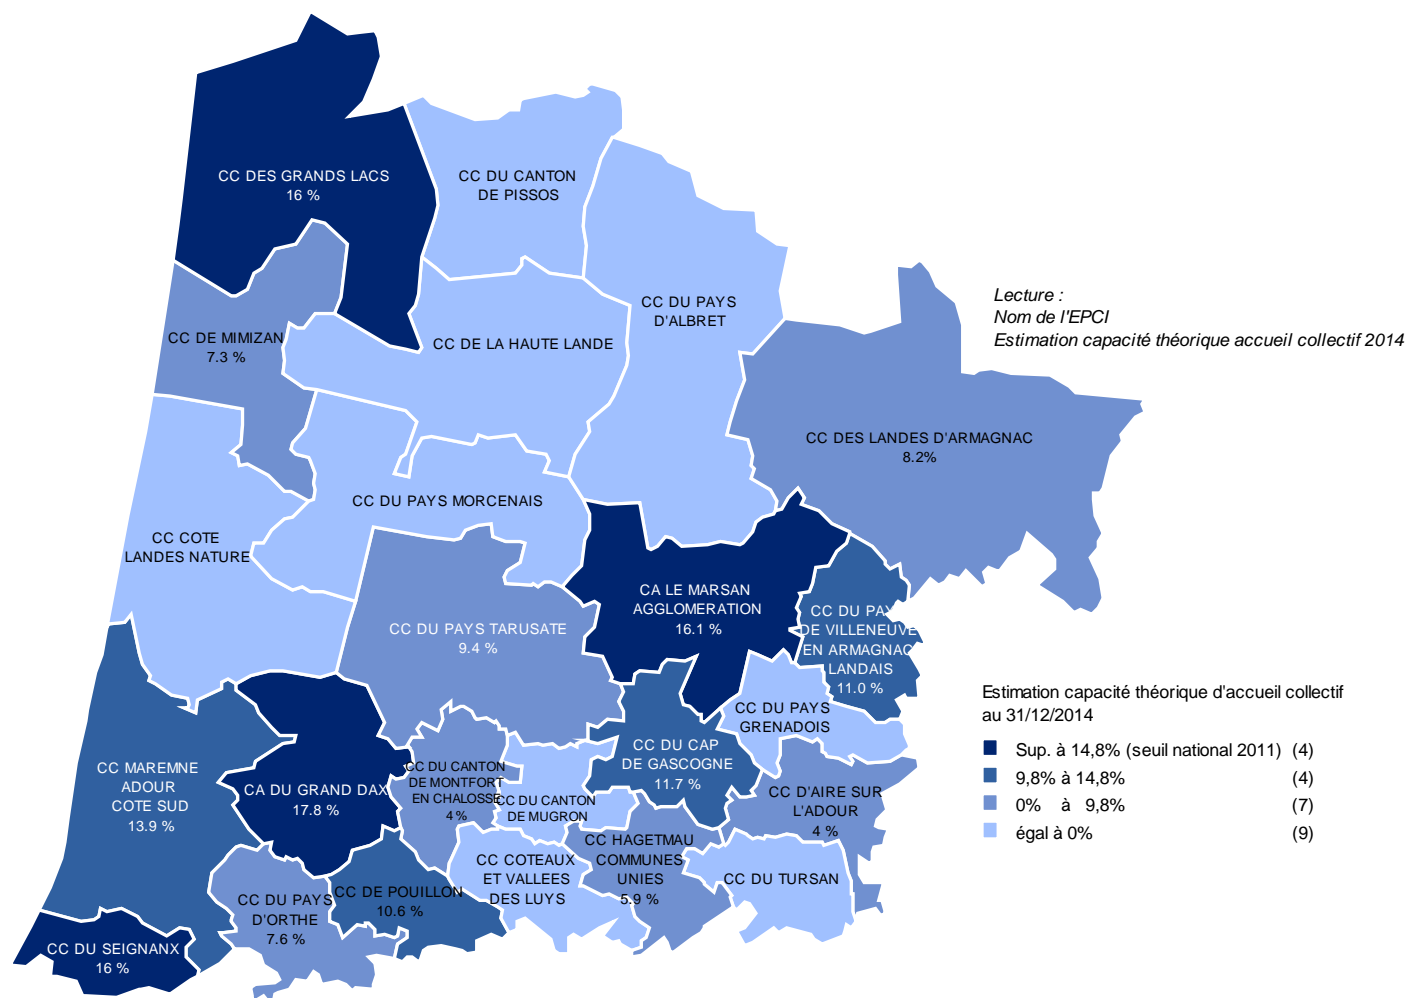 CC DES GRANDS LACS
16 %
CC DU CANTON
DE PISSOS
CC DU PAYS
D'ALBRET
Lecture :
Nom de l'EPCI
Estimation capacité théorique accueil collectif 2014
CC DE MIMIZAN
7.3 %
CC DE LA HAUTE LANDE
CC DES LANDES D'ARMAGNAC
8.2%
CC DU PAYS MORCENAIS
CC COTE
LANDES NATURE
CA LE MARSAN
AGGLOMERATION
16.1 %
CC DU PAY
DE VILLENEUVE
EN ARMAGNAC
LANDAIS
11.0 %
CC DU PAYS TARUSATE
9.4 %
CC DU PAYS
GRENADOIS
Estimation capacité théorique d'accueil collectif
au 31/12/2014
Sup. à 14,8% (seuil national 2011) (4)
9,8% à 14,8% (4)
0% à 9,8% (7)
égal à 0% (9)
CC MAREMNE
ADOUR
COTE SUD
13.9 %
CA DU GRAND DAX
17.8 %
CC DU CANTON
DE MONTFORT
EN CHALOSSE
4 %
CC DU CANTON
DE MUGRON
CC DU CAP
DE GASCOGNE
11.7 %
CC D'AIRE SUR
L'ADOUR
4 %
CC HAGETMAU
COMMUNES
UNIES
5.9 %
CC COTEAUX
ET VALLEES
DES LUYS
CC DU TURSAN
CC DE POUILLON
10.6 %
CC DU PAYS
D'ORTHE
7.6 %
CC DU SEIGNANX
16 %